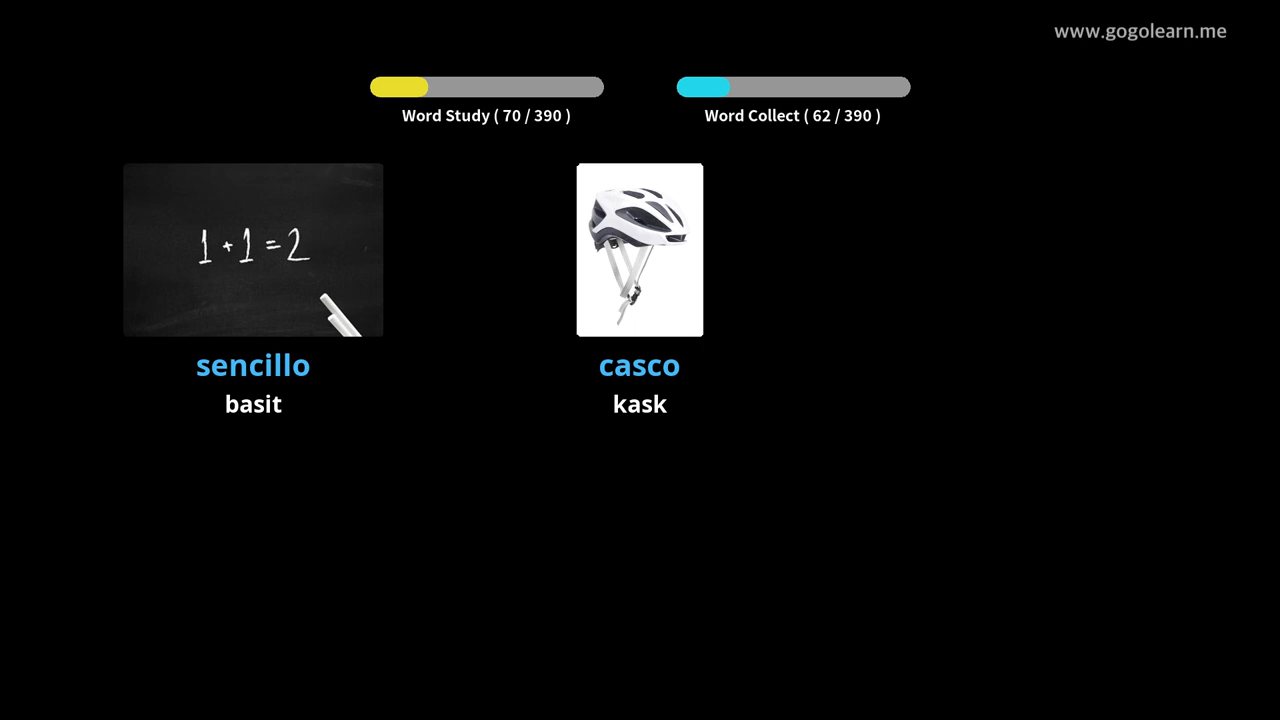 www.gogolearn.me
Word Study ( 70 / 390 )
Word Collect ( 62 / 390 )
1 + 1 = 2
sencillo
basit
casco
kask